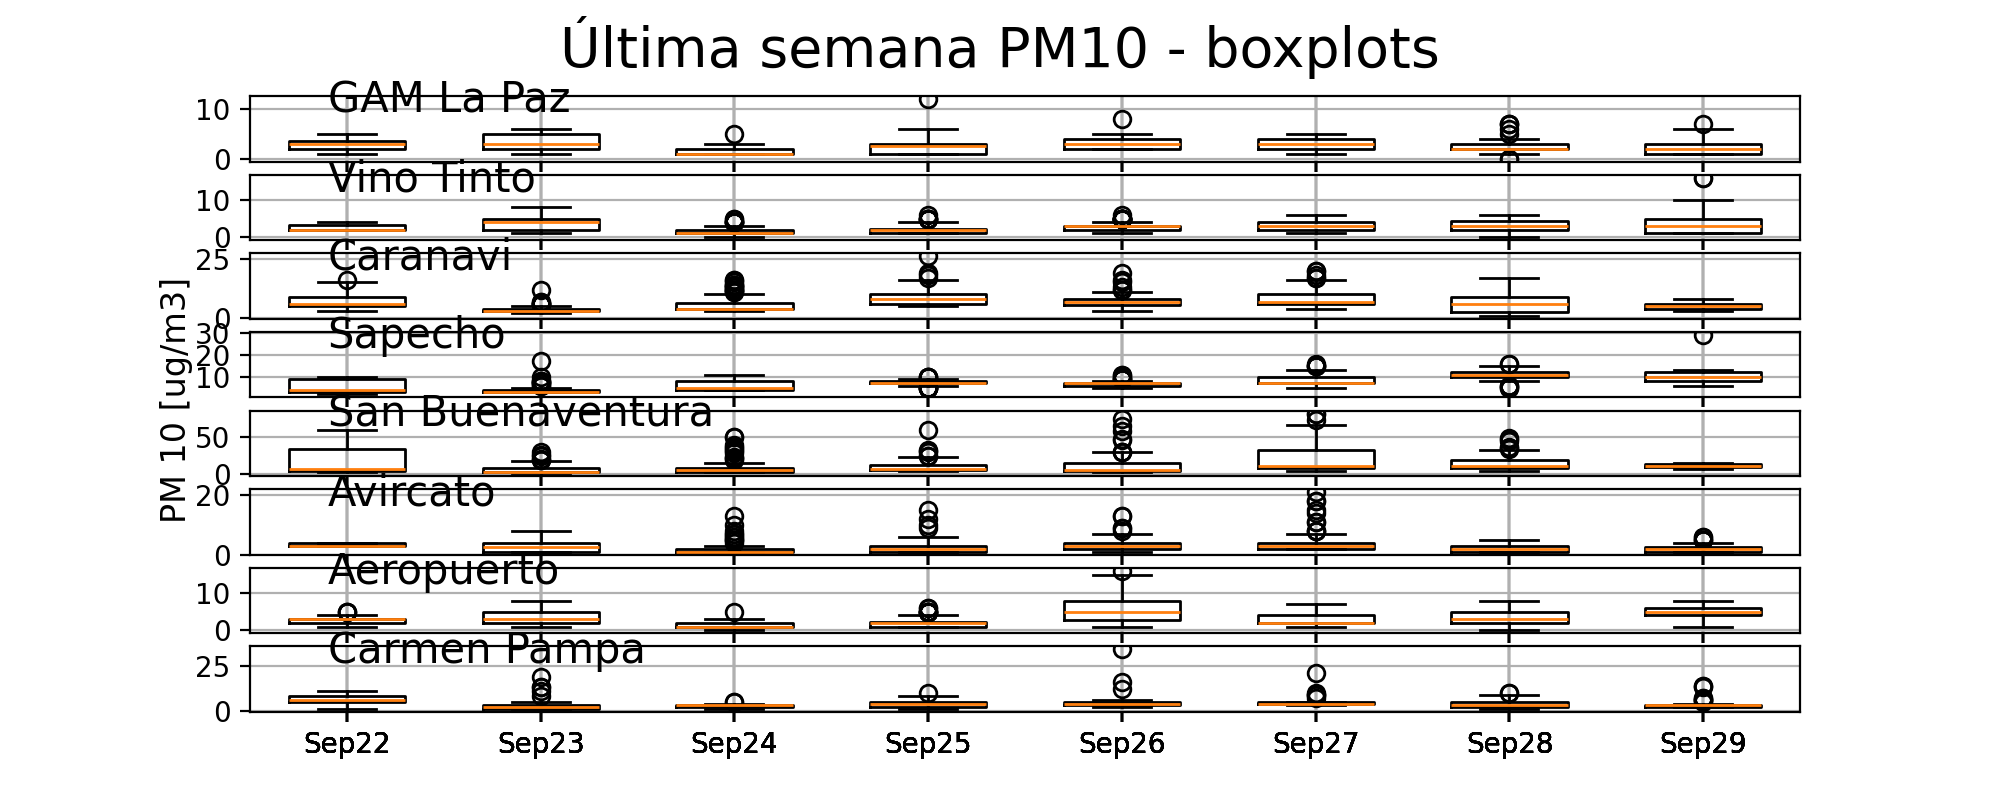 Última semana PM10 - boxplots
PM 10 [ug/m3]
GAM La Paz
10
0
Vino Tinto
10
0
Caranavi
25
0
Sapecho
30
20
10
San Buenaventura
50
0
Avircato
20
0
Aeropuerto
10
0
Carmen Pampa
25
0
Sep22 Sep23 Sep24 Sep25 Sep26 Sep27 Sep28 Sep29